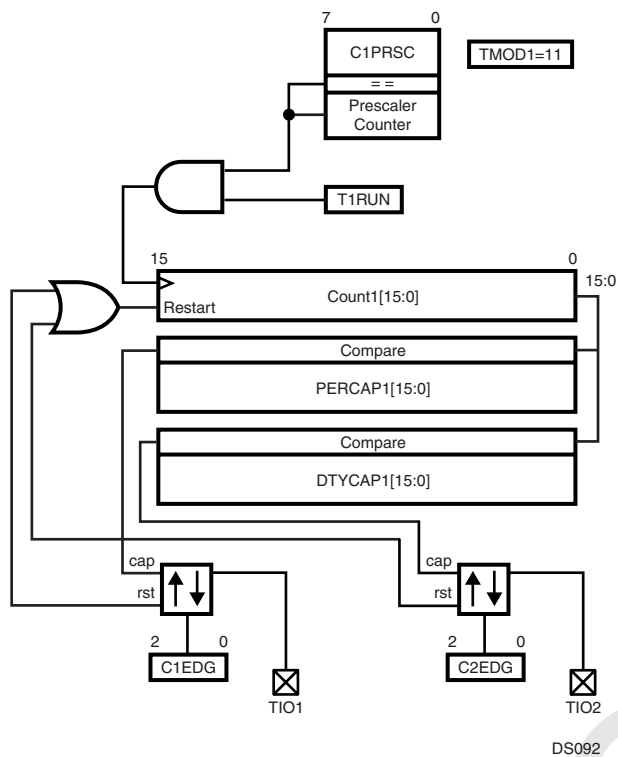 7 0
C1PRSC
TMOD1=11
= =
Prescaler
Counter
T1RUN
15 0
15:0
Count1[15:0]
Restart
Compare
PERCAP1[15:0]
Compare
DTYCAP1[15:0]
cap cap
rst rst
2 0 2 0
C1EDG C2EDG
TIO1 TIO2
DS092